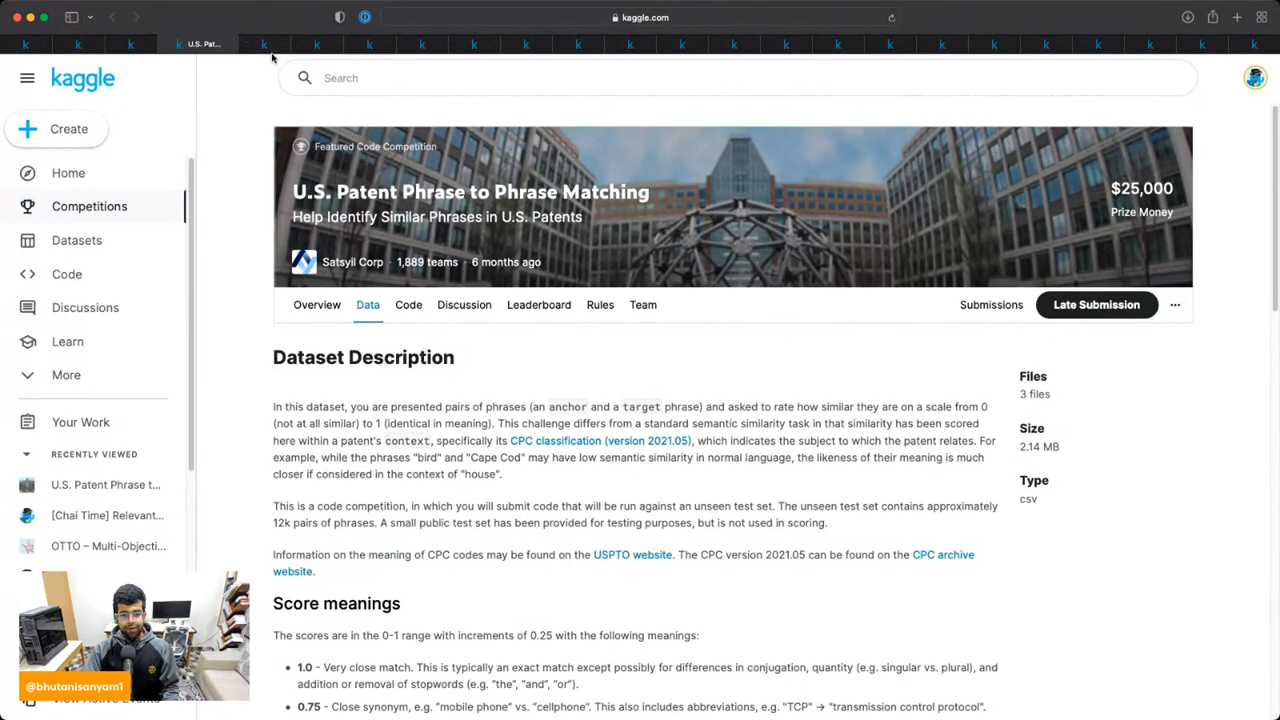 kaggle.com
U.S. Pat...
kaggle
Search
Create
Home
Competitions
Datasets
Code
Discussions
Learn
More
Your Work
RECENTLY VIEWED
U.S. Patent Phrase t...
[Chai Time] Relevant...
OTTO – Multi-Objecti...
@bhutanisanyam1
Featured Code Competition
U.S. Patent Phrase to Phrase Matching
Help Identify Similar Phrases in U.S. Patents
$25,000
Prize Money
Satsyil Corp · 1,889 teams · 6 months ago
Overview Data Code Discussion Leaderboard Rules Team Submissions Late Submission ···
Dataset Description
In this dataset, you are presented pairs of phrases (an anchor and a target phrase) and asked to rate how similar they are on a scale from 0
(not at all similar) to 1 (identical in meaning). This challenge differs from a standard semantic similarity task in that similarity has been scored
here within a patent's context, specifically its CPC classification (version 2021.05), which indicates the subject to which the patent relates. For
example, while the phrases "bird" and "Cape Cod" may have low semantic similarity in normal language, the likeness of their meaning is much
closer if considered in the context of "house".
This is a code competition, in which you will submit code that will be run against an unseen test set. The unseen test set contains approximately
12k pairs of phrases. A small public test set has been provided for testing purposes, but is not used in scoring.
Information on the meaning of CPC codes may be found on the USPTO website. The CPC version 2021.05 can be found on the CPC archive
website.
Score meanings
The scores are in the 0-1 range with increments of 0.25 with the following meanings:
• 1.0 - Very close match. This is typically an exact match except possibly for differences in conjugation, quantity (e.g. singular vs. plural), and
addition or removal of stopwords (e.g. "the", "and", "or").
• 0.75 - Close synonym, e.g. "mobile phone" vs. "cellphone". This also includes abbreviations, e.g. "TCP" → "transmission control protocol".
Files
3 files
Size
2.14 MB
Type
csv